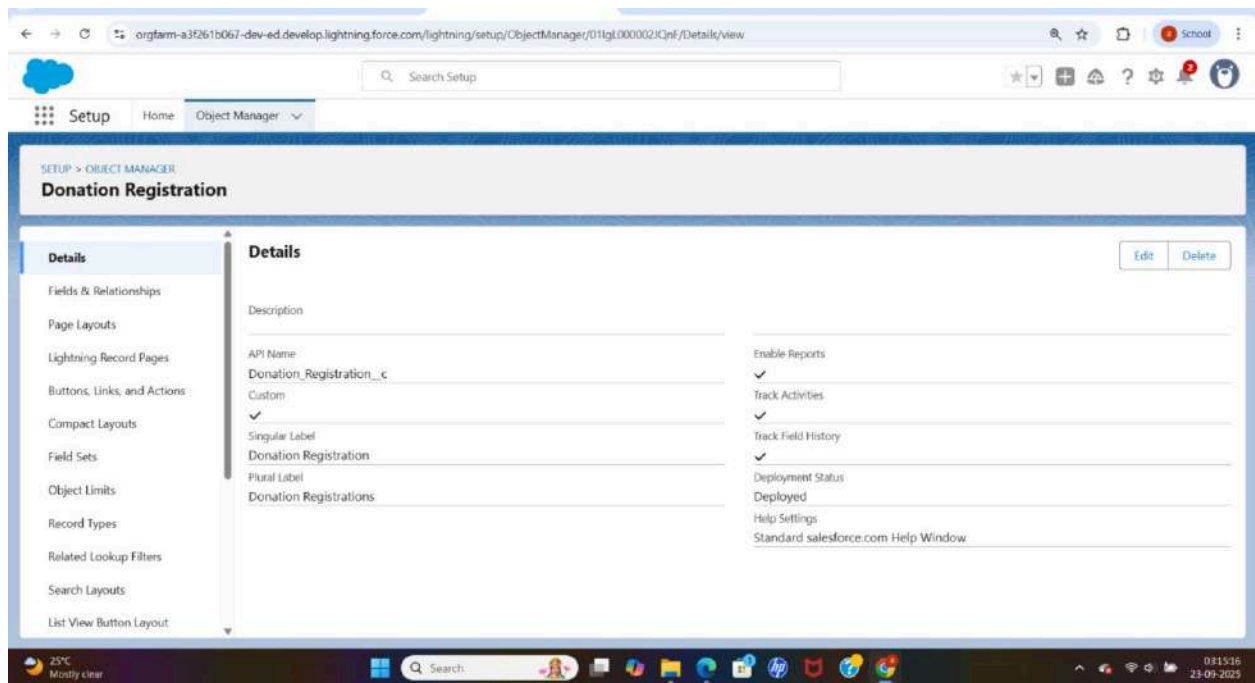 orgfarm-a3f261b067-dev-ed.develop.lightning.force.com/lightning/setup/ObjectManager/01IgL000002JQnF/Details/view
School
Search Setup
2
Setup Home Object Manager
SETUP > OBJECT MANAGER
Donation Registration
Details
Fields & Relationships
Page Layouts
Lightning Record Pages
Buttons, Links, and Actions
Compact Layouts
Field Sets
Object Limits
Record Types
Related Lookup Filters
Search Layouts
List View Button Layout
Details
Edit Delete
Description
API Name
Donation_Registration__c
Custom
Singular Label
Donation Registration
Plural Label
Donation Registrations
Enable Reports
Track Activities
Track Field History
Deployment Status
Deployed
Help Settings
Standard salesforce.com Help Window
25°C
Mostly clear
Search
03:15:16
23-09-2025